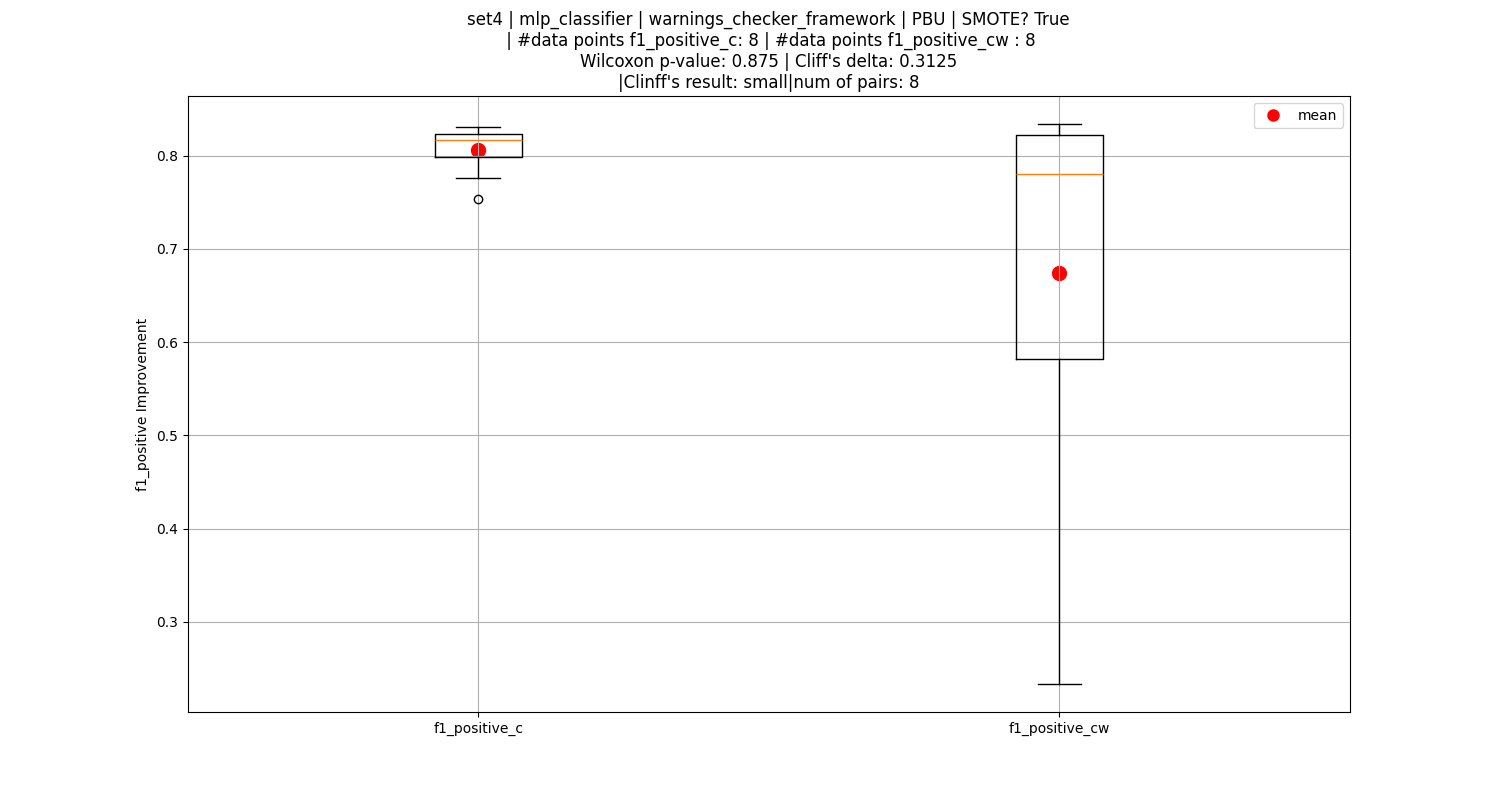 set4 | mlp_classifier | warnings_checker_framework | PBU | SMOTE? True
| #data points f1_positive_c: 8 | #data points f1_positive_cw : 8
Wilcoxon p-value: 0.875 | Cliff's delta: 0.3125
|Clinff's result: small|num of pairs: 8
mean
0.8
0.7
0.6
0.5
0.4
0.3
f1_positive Improvement
f1_positive_c
f1_positive_cw